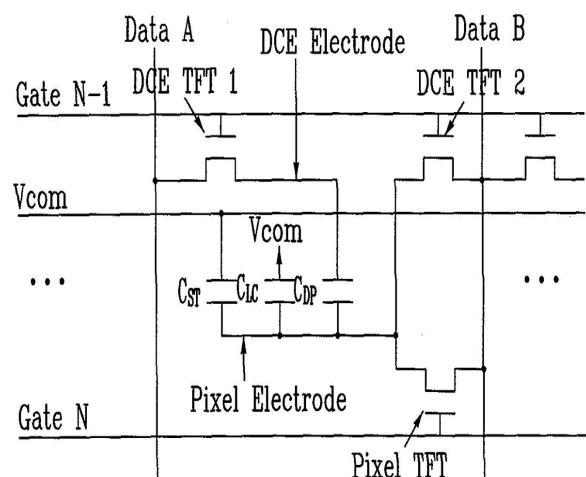 Data A
Data B
DCE Electrode
DCE TFT 1
DCE TFT 2
Gate N-1
Vcom
Vcom
CST
CLC
CDP
...
...
Pixel Electrode
Gate N
Pixel TFT